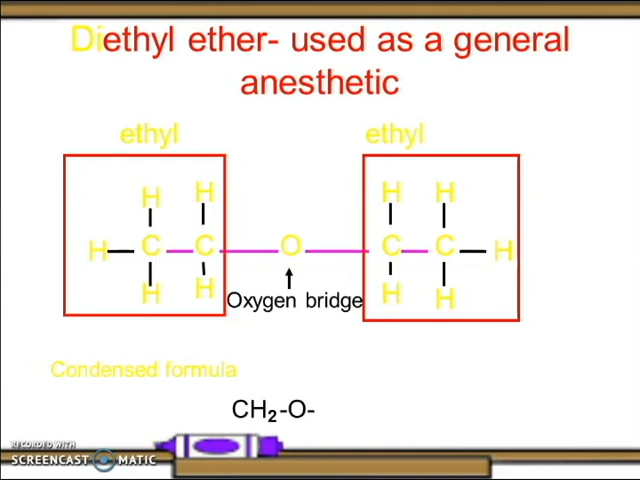 Diethyl ether- used as a general
anesthetic
ethyl ethyl
H H H H
H C C O C C H
H H H H
Oxygen bridge
Condensed formula
CH₂-O-
RECORDED WITH
SCREENCAST MATIC